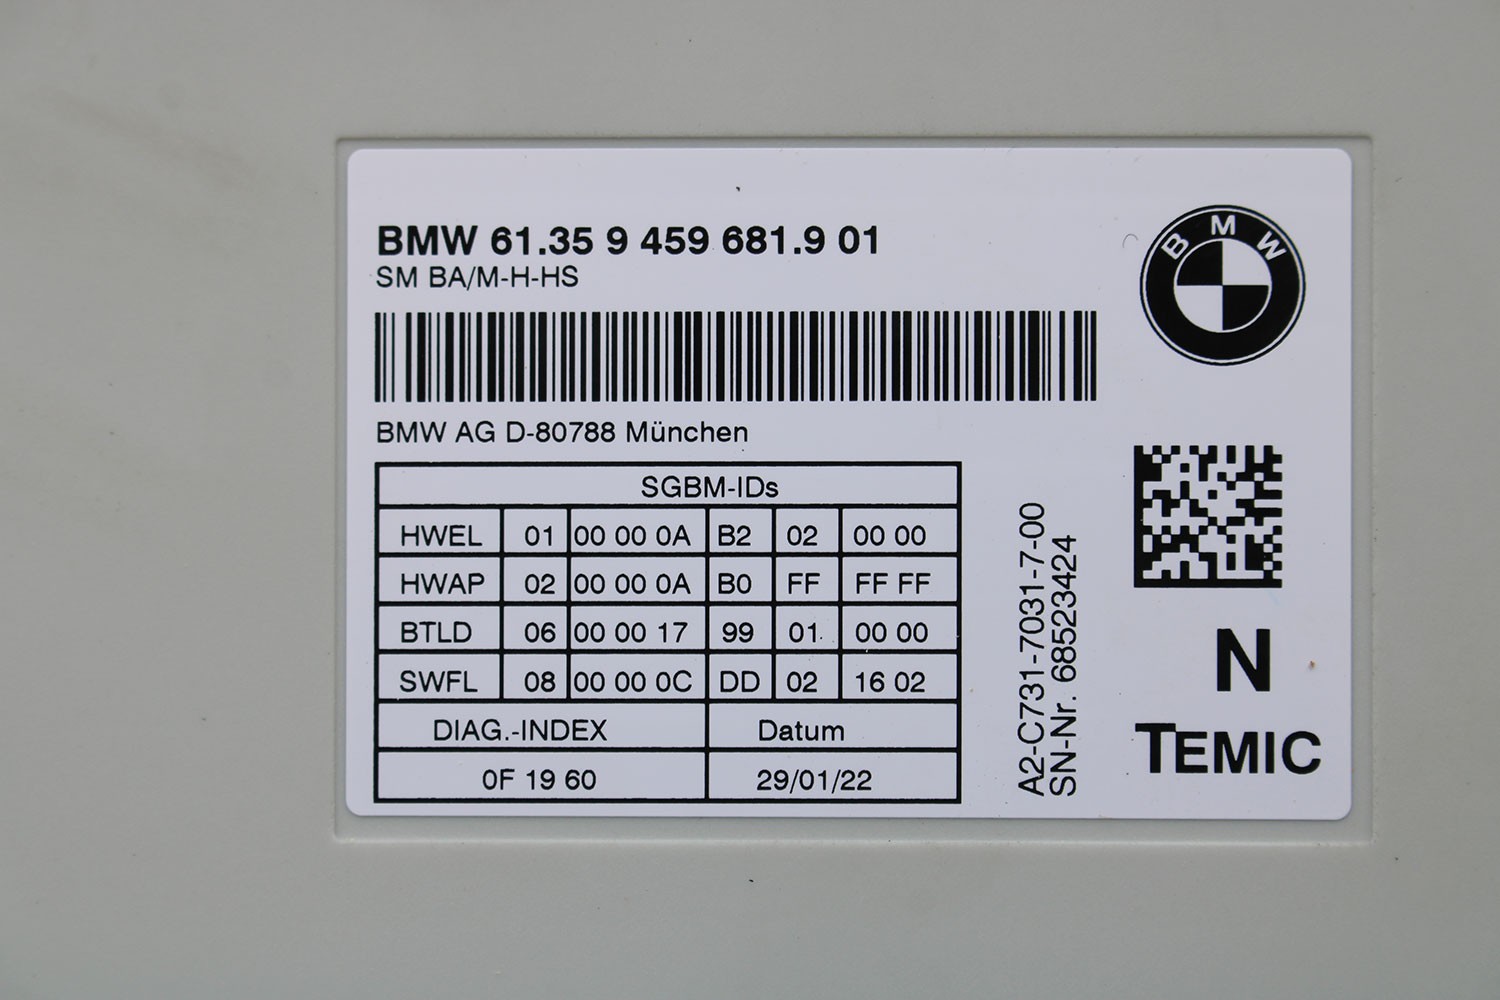 BMW 61.35 9 459 681.9 01
SM BA/M-H-HS
BMW
BMW AG D-80788 München
SGBM-IDs
HWEL 01 00 00 0A B2 02 00 00
HWAP 02 00 00 0A B0 FF FF FF
BTLD 06 00 00 17 99 01 00 00
SWFL 08 00 00 0C DD 02 16 02
DIAG.-INDEX Datum
0F 19 60 29/01/22
A2-C731-7031-7-00
SN-Nr. 68523424
N
TEMIC